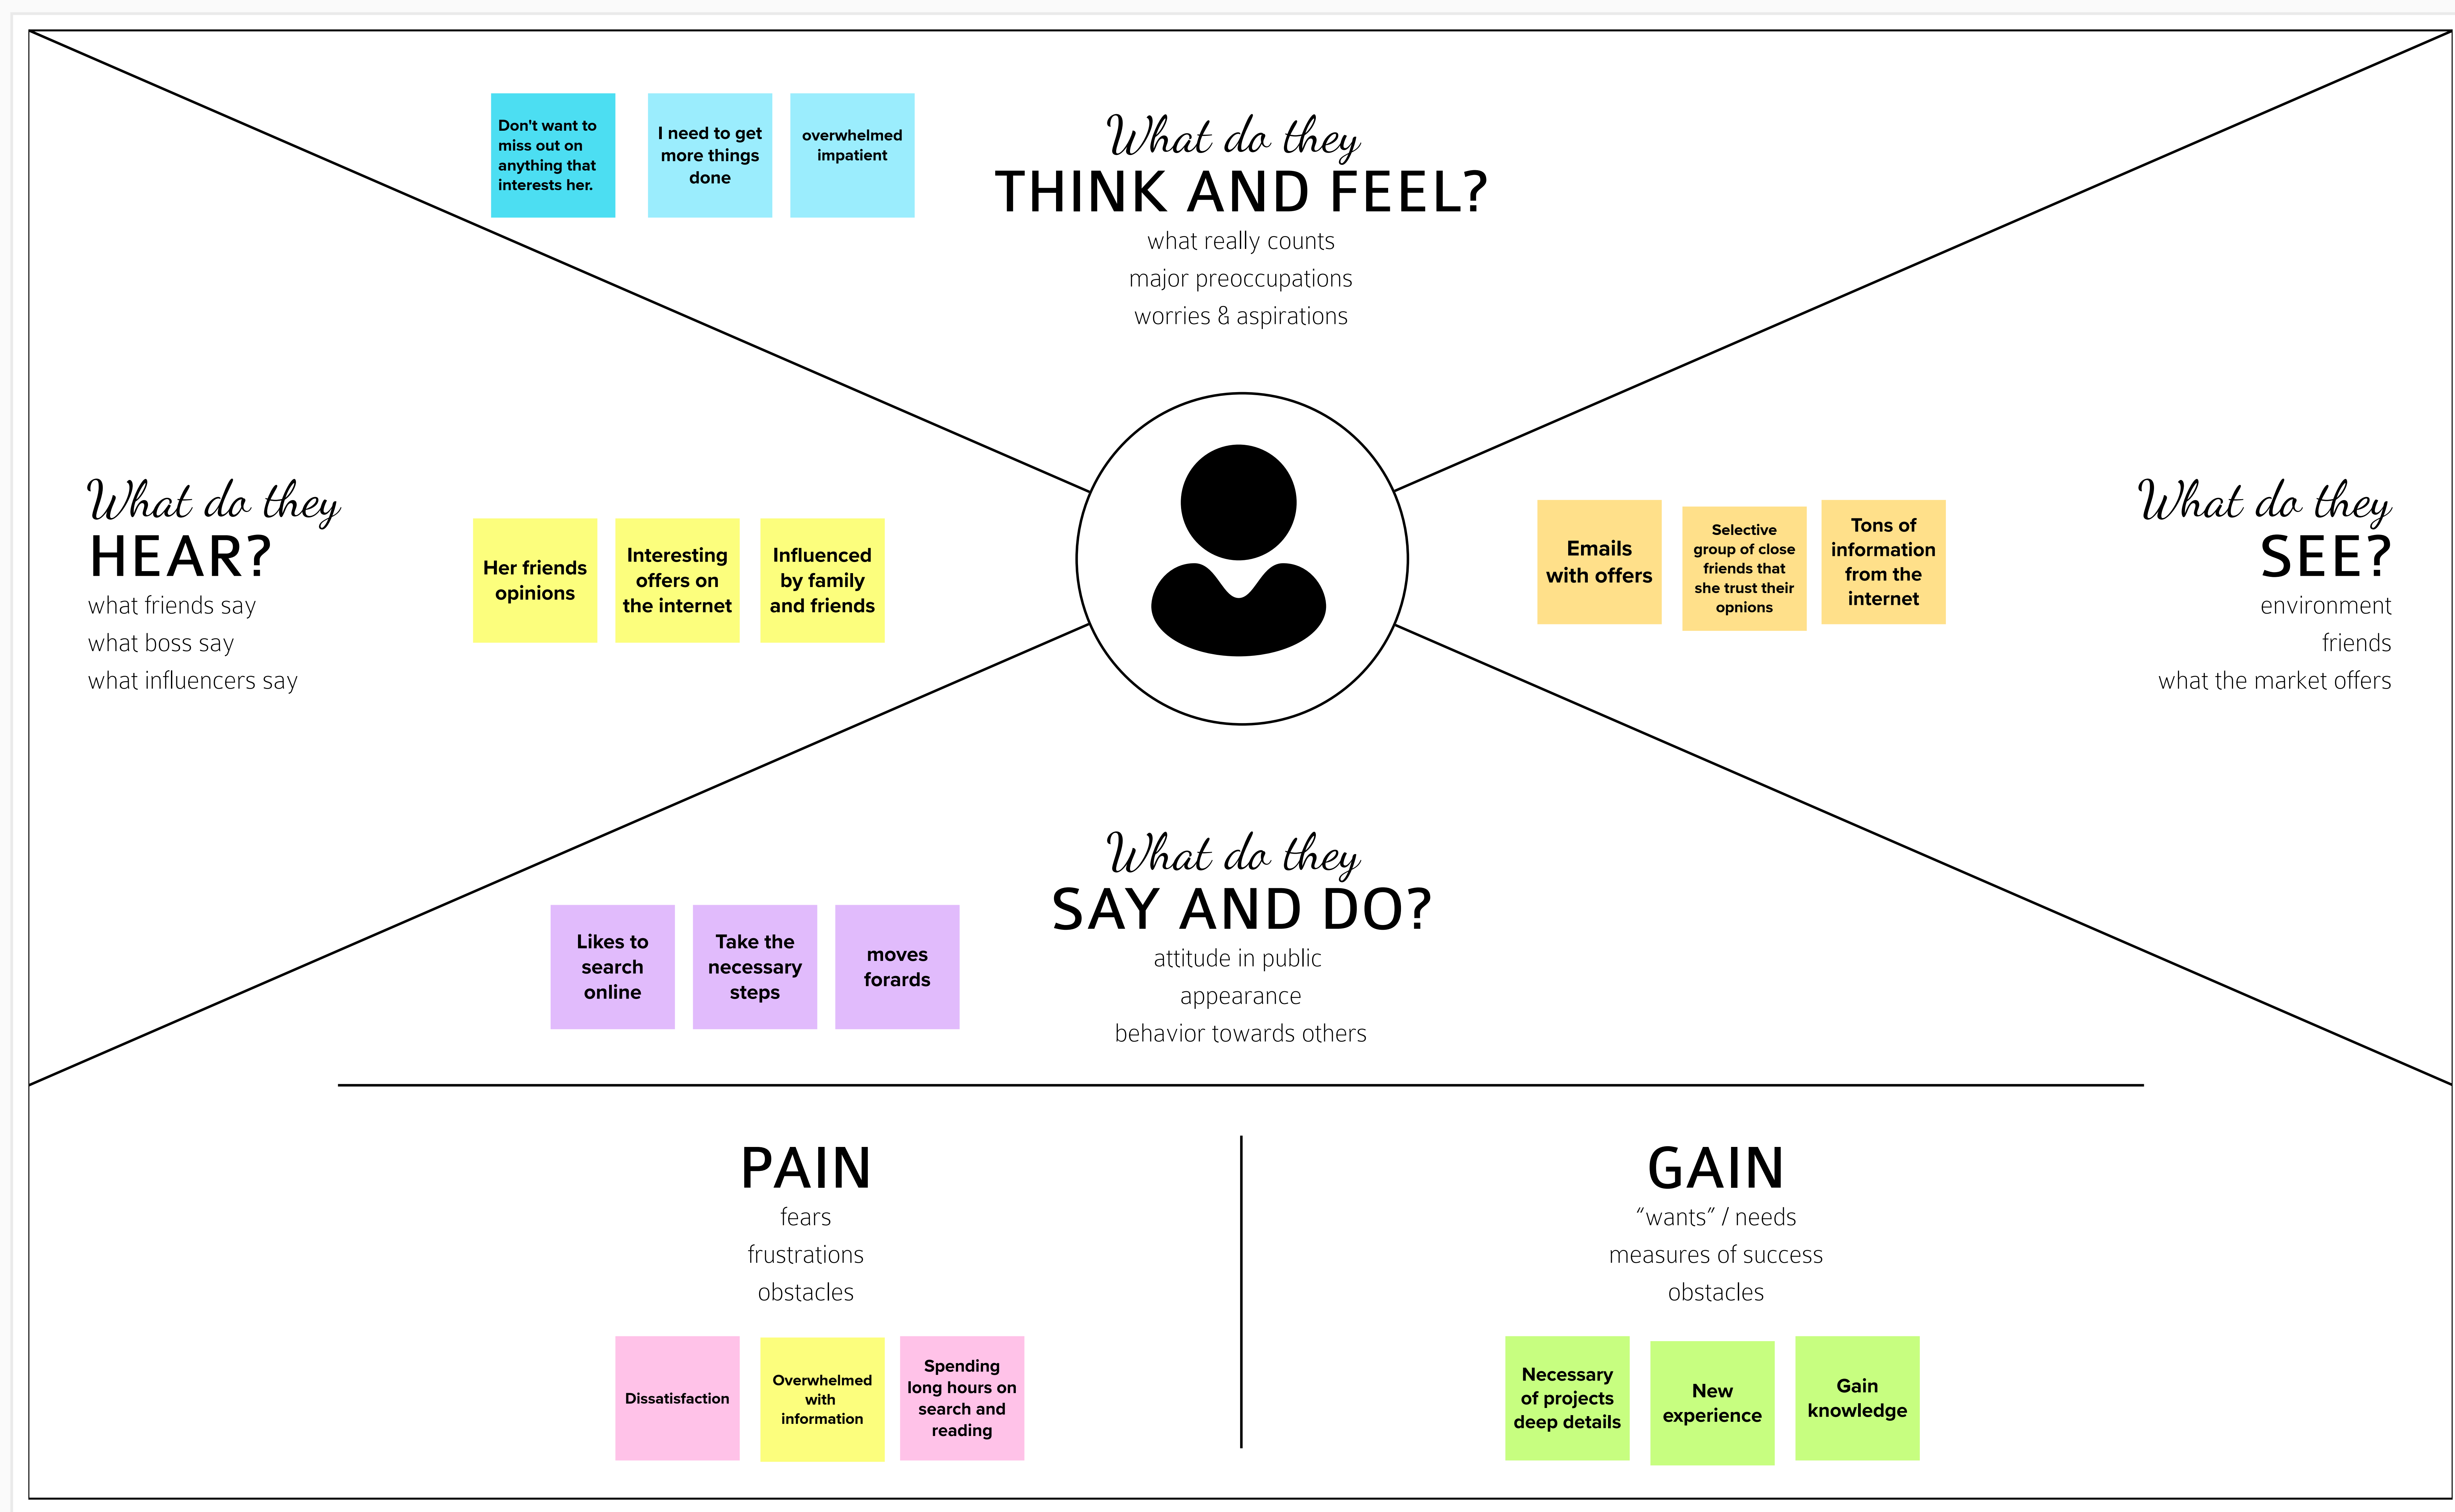 Don't want to
miss out on
anything that
interests her.
I need to get
more things
done
overwhelmed
impatient
What do they
THINK AND FEEL?
what really counts
major preoccupations
worries & aspirations
What do they
HEAR?
what friends say
what boss say
what influencers say
Her friends
opinions
Interesting
offers on
the internet
Influenced
by family
and friends
Emails
with offers
Selective
group of close
friends that
she trust their
opnions
Tons of
information
from the
internet
What do they
SEE?
environment
friends
what the market offers
What do they
SAY AND DO?
attitude in public
appearance
behavior towards others
Likes to
search
online
Take the
necessary
steps
moves
forards
PAIN
fears
frustrations
obstacles
Dissatisfaction
Overwhelmed
with
information
Spending
long hours on
search and
reading
GAIN
“wants” / needs
measures of success
obstacles
Necessary
of projects
deep details
New
experience
Gain
knowledge